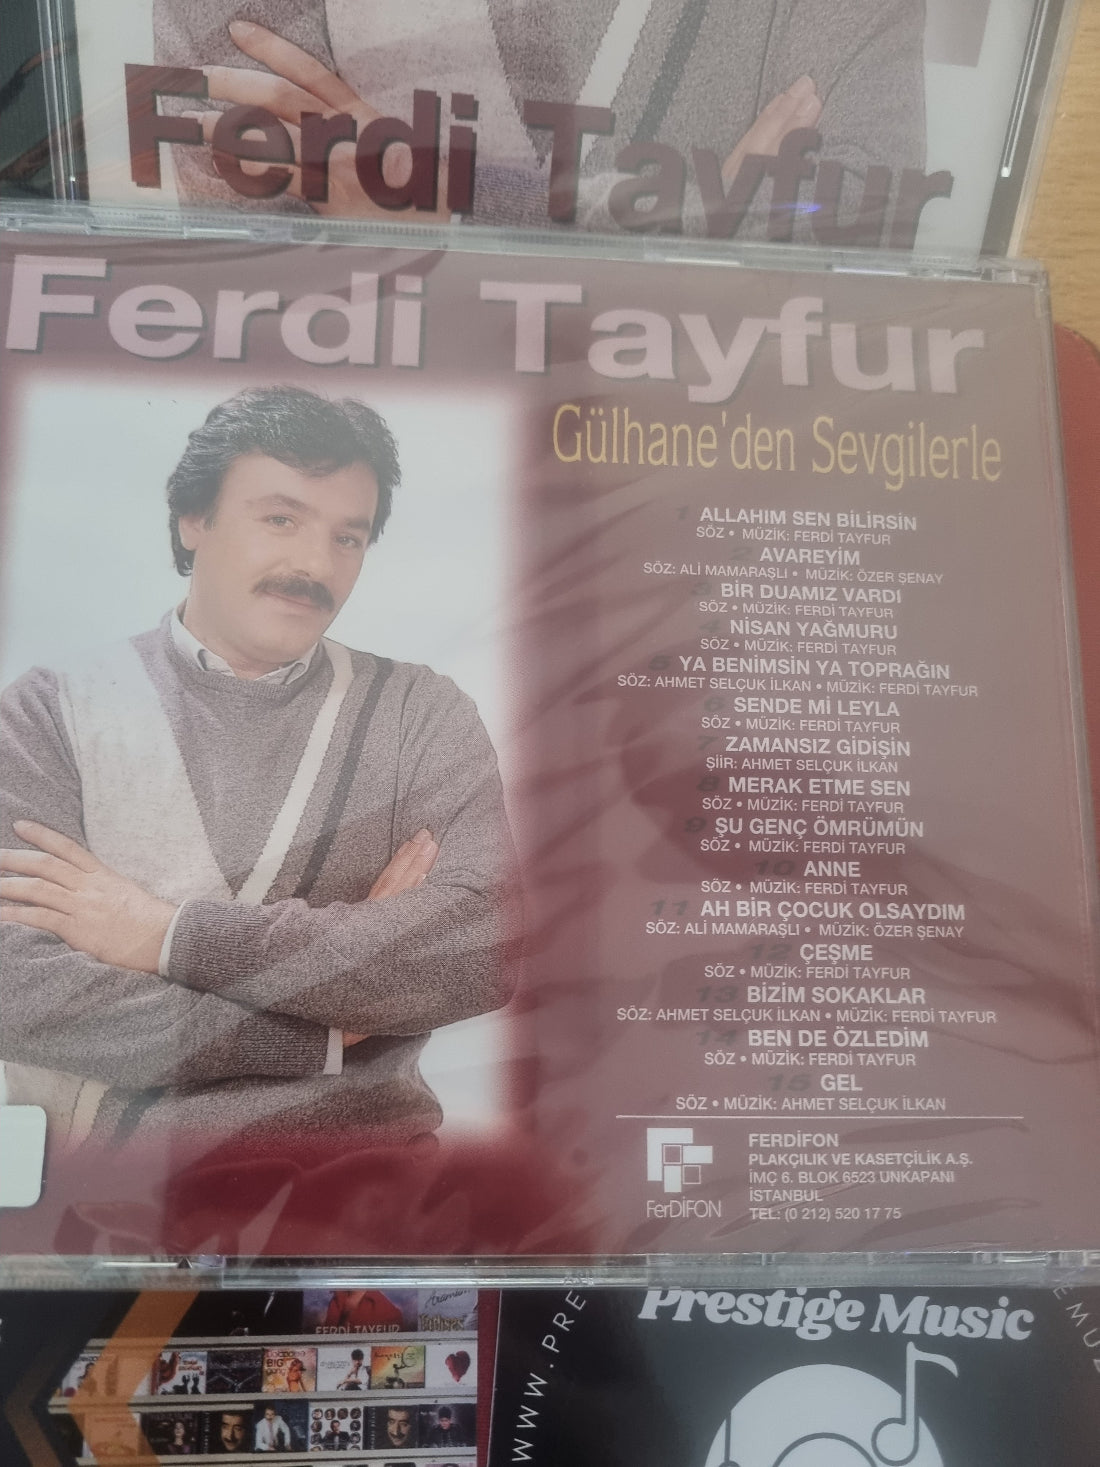 Ferdi Tayfur
Ferdi Tayfur
Gülhane'den Sevgilerle
1 ALLAHIM SEN BİLİRSİN
SÖZ • MÜZİK: FERDİ TAYFUR
2 AVAREYİM
SÖZ: ALİ MAMARAŞLI • MÜZİK: ÖZER ŞENAY
3 BİR DUAMIZ VARDI
SÖZ • MÜZİK: FERDİ TAYFUR
4 NİSAN YAĞMURU
SÖZ • MÜZİK: FERDİ TAYFUR
5 YA BENİMSİN YA TOPRAĞIN
SÖZ: AHMET SELÇUK İLKAN • MÜZİK: FERDİ TAYFUR
6 SENDE Mİ LEYLA
SÖZ • MÜZİK: FERDİ TAYFUR
7 ZAMANSIZ GİDİŞİN
ŞİİR: AHMET SELÇUK İLKAN
8 MERAK ETME SEN
SÖZ • MÜZİK: FERDİ TAYFUR
9 ŞU GENÇ ÖMRÜMÜN
SÖZ • MÜZİK: FERDİ TAYFUR
10 ANNE
SÖZ • MÜZİK: FERDİ TAYFUR
11 AH BİR ÇOCUK OLSAYDIM
SÖZ: ALİ MAMARAŞLI • MÜZİK: ÖZER ŞENAY
12 ÇEŞME
SÖZ • MÜZİK: FERDİ TAYFUR
13 BİZİM SOKAKLAR
SÖZ: AHMET SELÇUK İLKAN • MÜZİK: FERDİ TAYFUR
14 BEN DE ÖZLEDİM
SÖZ • MÜZİK: FERDİ TAYFUR
15 GEL
SÖZ • MÜZİK: AHMET SELÇUK İLKAN
FerDİFON
FERDİFON
PLAKÇILIK VE KASETÇİLİK A.Ş.
İMÇ 6. BLOK 6523 UNKAPANI
İSTANBUL
TEL: (0 212) 520 17 75
FERDİ TAYFUR
Prestige Music
WWW.PRE